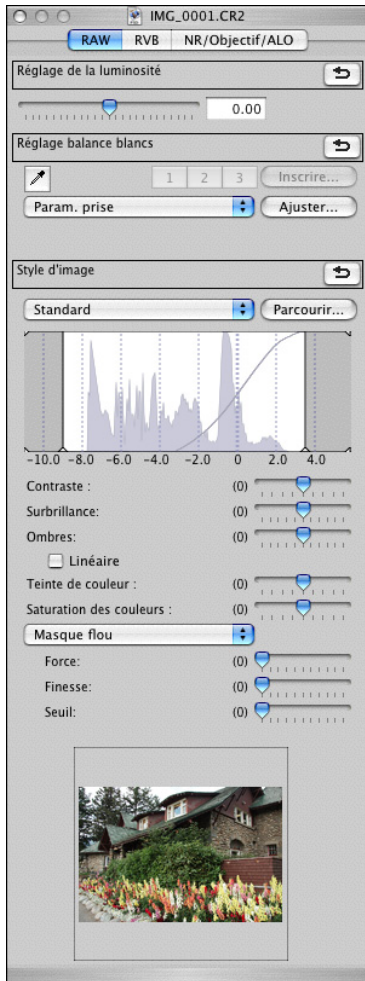 IMG_0001.CR2
RAW RVB NR/Objectif/ALO
Réglage de la luminosité
0.00
Réglage balance blancs
1 2 3 Inscrire...
Param. prise Ajuster...
Style d'image
Standard Parcourir...
-10.0 -8.0 -6.0 -4.0 -2.0 0 2.0 4.0
Contraste : (0)
Surbrillance: (0)
Ombres: (0)
Linéaire
Teinte de couleur : (0)
Saturation des couleurs : (0)
Masque flou
Force: (0)
Finesse: (0)
Seuil: (0)